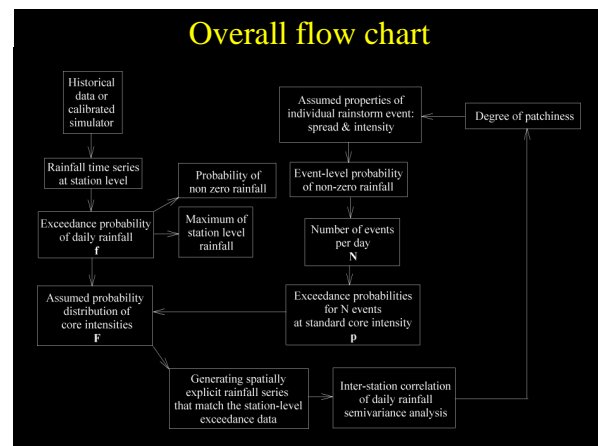 Overall flow chart
Historical
data or
calibrated
simulator
Rainfall time series
at station level
Probability of
non zero rainfall
Exceedance probability
of daily rainfall
f
Maximum of
station level
rainfall
Assumed probability
distribution of
core intensities
F
Assumed properties of
individual rainstorm event:
spread & intensity
Degree of patchiness
Event-level probability
of non-zero rainfall
Number of events
per day
N
Exceedance probabilities
for N events
at standard core intensity
p
Generating spatially
explicit rainfall series
that match the station-level
exceedance data
Inter-station correlation
of daily rainfall
semivariance analysis